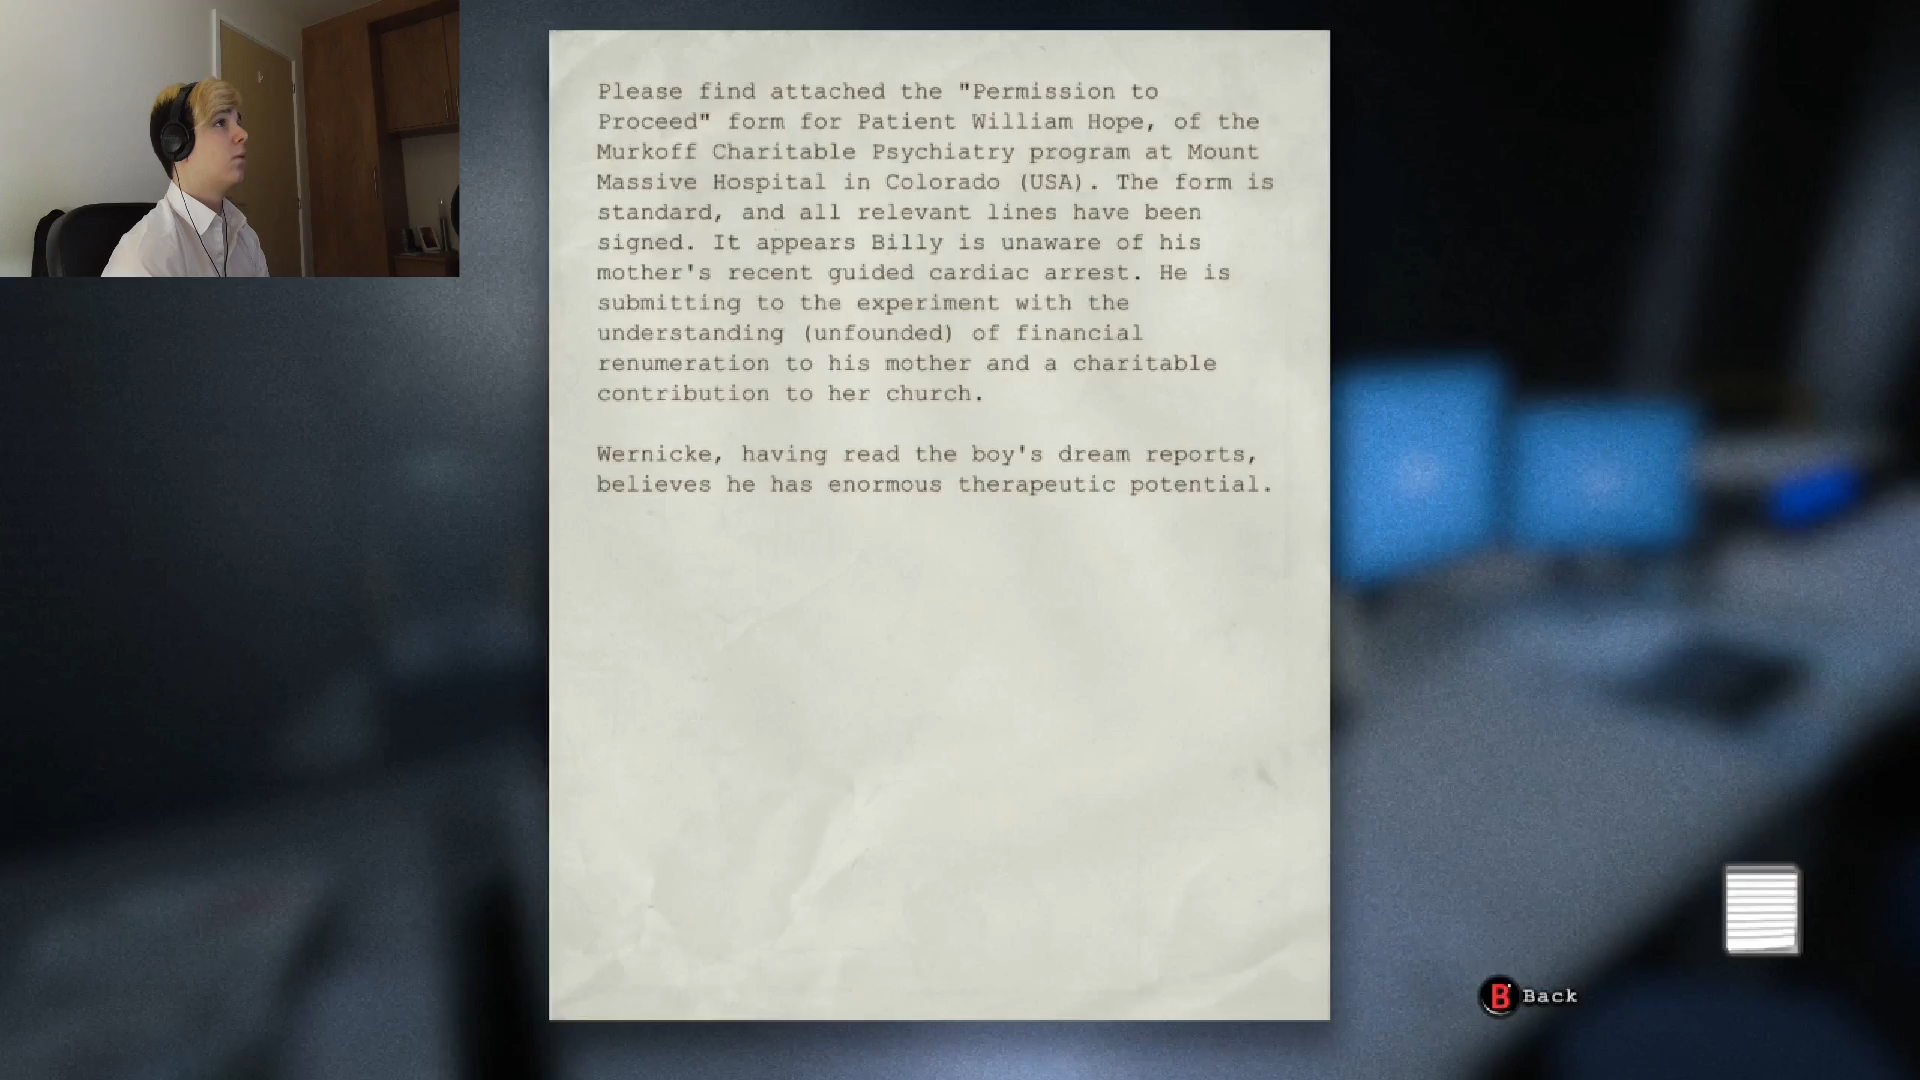 Please find attached the "Permission to
Proceed" form for Patient William Hope, of the
Murkoff Charitable Psychiatry program at Mount
Massive Hospital in Colorado (USA). The form is
standard, and all relevant lines have been
signed. It appears Billy is unaware of his
mother's recent guided cardiac arrest. He is
submitting to the experiment with the
understanding (unfounded) of financial
renumeration to his mother and a charitable
contribution to her church.
Wernicke, having read the boy's dream reports,
believes he has enormous therapeutic potential.
B Back